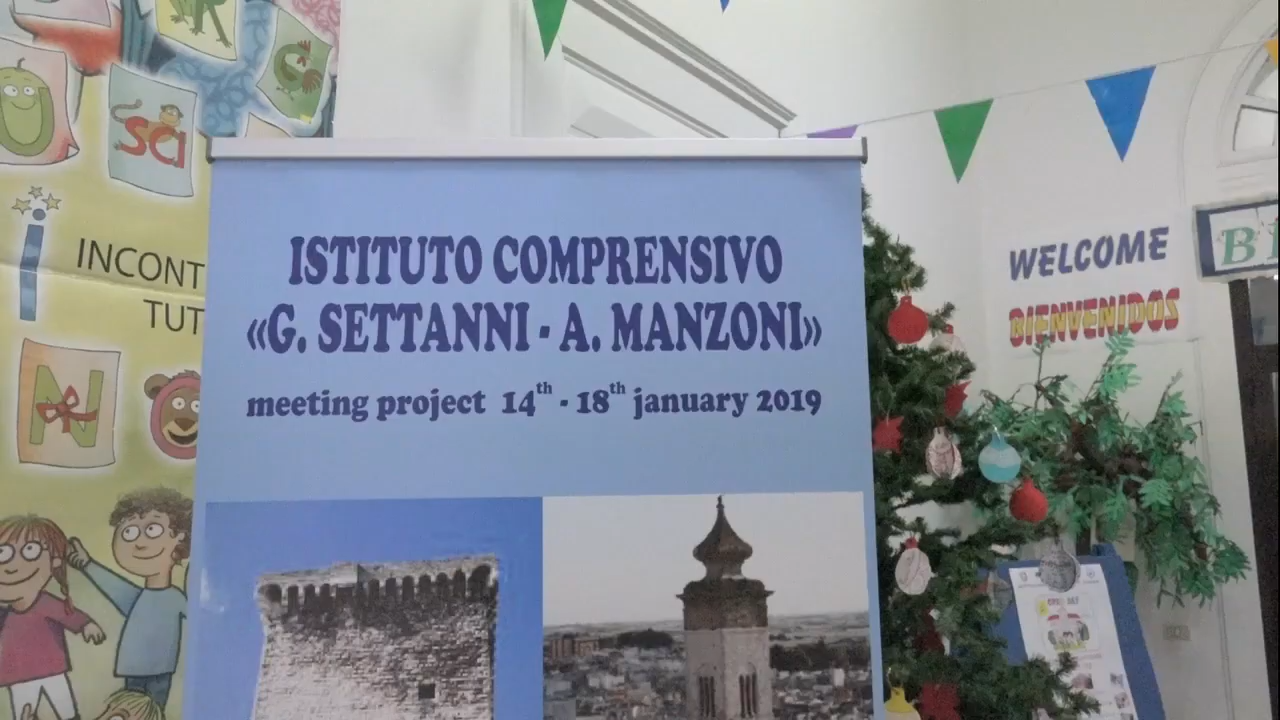 SCI
i
INCONT
TUT
N
ISTITUTO COMPRENSIVO
«G. SETTANNI - A. MANZONI»
meeting project 14th - 18th january 2019
WELCOME
BIENVENIDOS